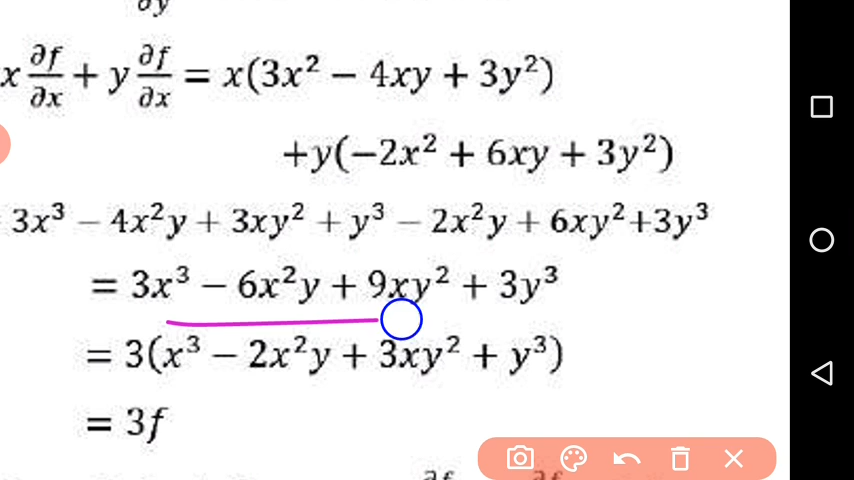 ∂y
x ∂f/∂x + y ∂f/∂x = x(3x² − 4xy + 3y²)
+y(−2x² + 6xy + 3y²)
3x³ − 4x²y + 3xy² + y³ − 2x²y + 6xy²+3y³
= 3x³ − 6x²y + 9xy² + 3y³
= 3(x³ − 2x²y + 3xy² + y³)
= 3f
∂f ∂f